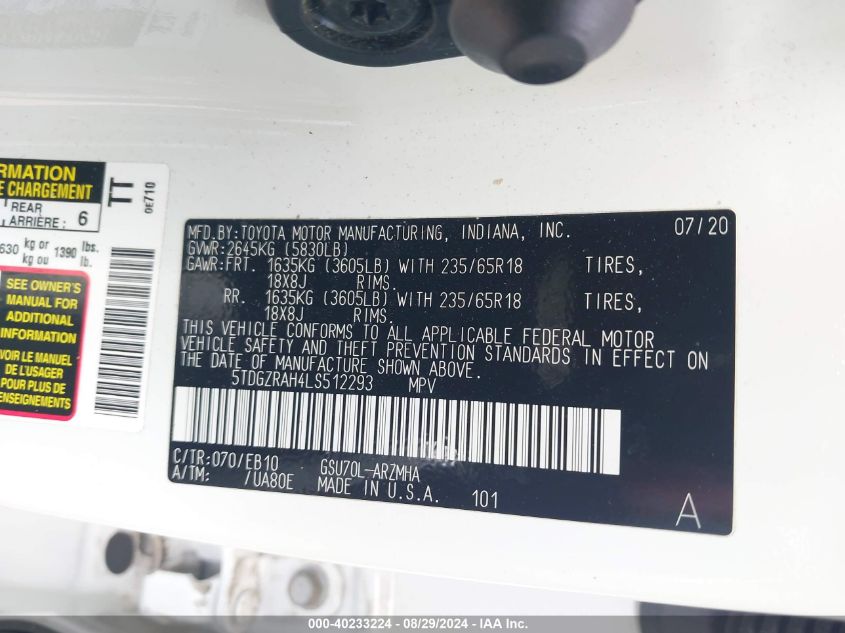 RMATION
E CHARGEMENT
REAR
ARRIÈRE : 6
630 kg or 1390 lbs.
kg ou lb.
SEE OWNER'S
MANUAL FOR
ADDITIONAL
INFORMATION
VOIR LE MANUEL
DE L'USAGER
POUR PLUS DE
RENSEIGNEMENTS
TT
0E710
MFD.BY:TOYOTA MOTOR MANUFACTURING, INDIANA, INC. 07/20
GVWR:2645KG (5830LB)
GAWR:FRT. 1635KG (3605LB) WITH 235/65R18 TIRES,
18X8J RIMS.
RR. 1635KG (3605LB) WITH 235/65R18 TIRES,
18X8J RIMS.
THIS VEHICLE CONFORMS TO ALL APPLICABLE FEDERAL MOTOR
VEHICLE SAFETY AND THEFT PREVENTION STANDARDS IN EFFECT ON
THE DATE OF MANUFACTURE SHOWN ABOVE.
5TDGZRAH4LS512293 MPV
C/TR:070/EB10 GSU70L-ARZMHA
A/TM: /UA80E MADE IN U.S.A. 101
A
000-40233224 - 08/29/2024 - IAA Inc.